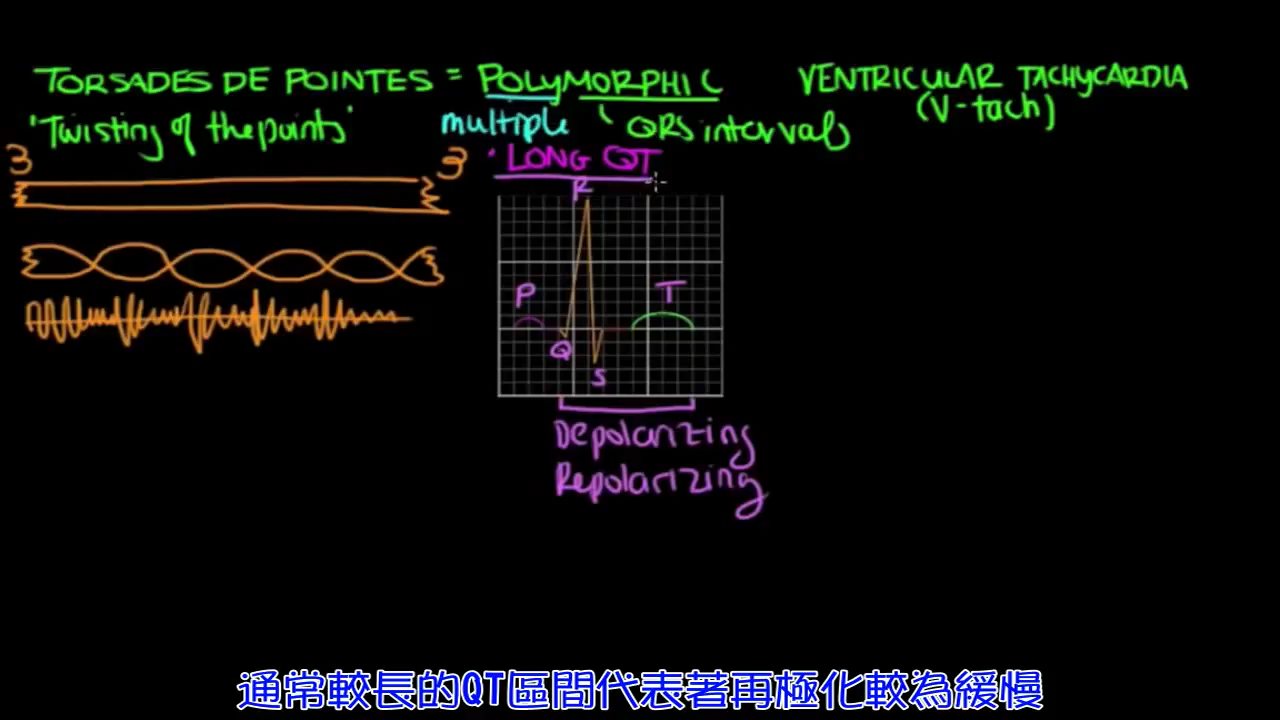 TORSADES DE POINTES = POLYMORPHIC VENTRICULAR TACHYCARDIA
'Twisting of the points' multiple QRS intervals (V-tach)
• LONG QT
R
P
T
Q
S
Depolarizing
Repolarizing
通常較長的QT區間代表著再極化較為緩慢